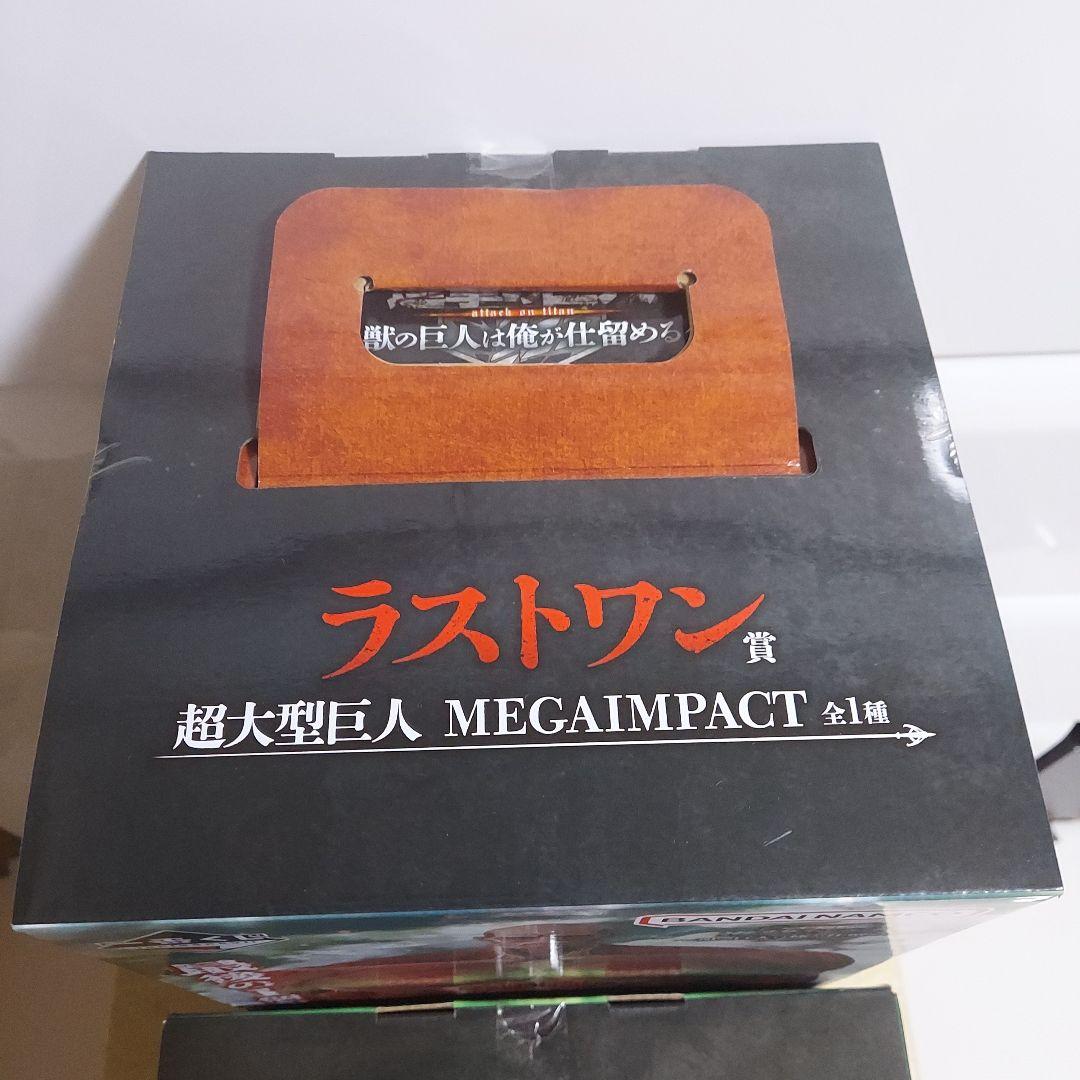 attack on titan
獣の巨人は俺が仕留める
ラストワン賞
超大型巨人 MEGAIMPACT 全1種
BANDAI NAMCO